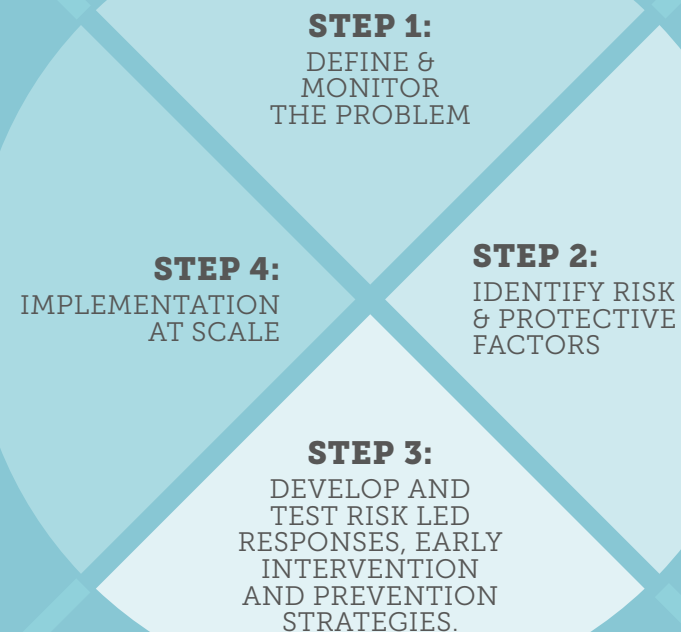 STEP 1:
DEFINE &
MONITOR
THE PROBLEM
STEP 2:
IDENTIFY RISK
& PROTECTIVE
FACTORS
STEP 3:
DEVELOP AND
TEST RISK LED
RESPONSES, EARLY
INTERVENTION
AND PREVENTION
STRATEGIES.
STEP 4:
IMPLEMENTATION
AT SCALE